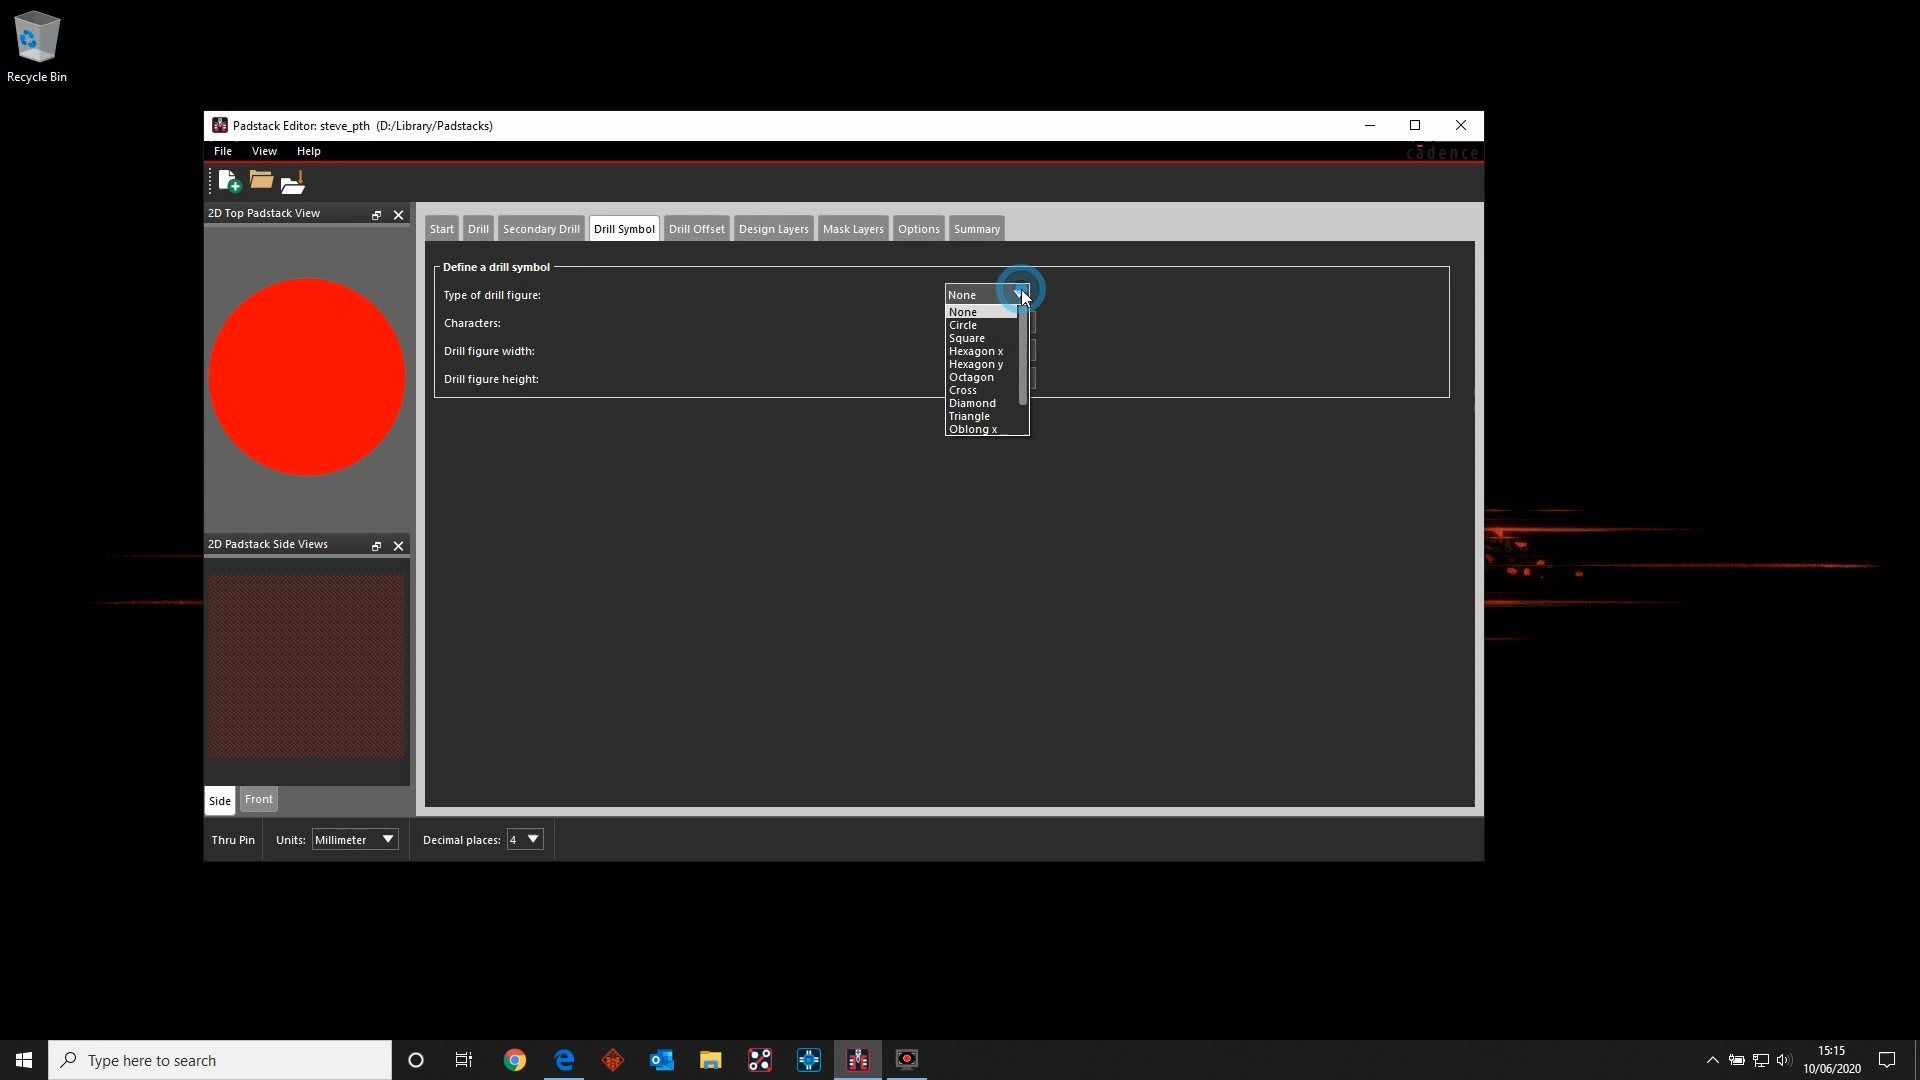 Recycle Bin
Padstack Editor: steve_pth (D:/Library/Padstacks)
File View Help
cadence
2D Top Padstack View
Start Drill Secondary Drill Drill Symbol Drill Offset Design Layers Mask Layers Options Summary
Define a drill symbol
Type of drill figure: None
Characters:
Drill figure width:
Drill figure height:
None
Circle
Square
Hexagon x
Hexagon y
Octagon
Cross
Diamond
Triangle
Oblong x
2D Padstack Side Views
Side Front
Thru Pin Units: Millimeter Decimal places: 4
Type here to search
15:15
10/06/2020